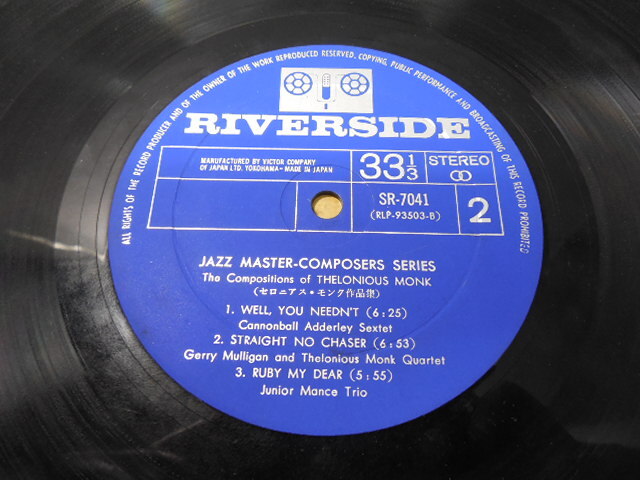 ALL RIGHTS OF THE RECORD PRODUCER AND OF THE OWNER OF THE WORK REPRODUCED RESERVED. COPYING, PUBLIC PERFORMANCE AND BROADCASTING OF THIS RECORD PROHIBITED
RIVERSIDE
MANUFACTURED BY VICTOR COMPANY
OF JAPAN LTD. YOKOHAMA-MADE IN JAPAN
33 1/3
STEREO
SR-7041
(RLP-93503-B)
2
JAZZ MASTER-COMPOSERS SERIES
The Compositions of THELONIOUS MONK
(セロニアス・モンク作品集)
1. WELL, YOU NEEDN'T (6:25)
Cannonball Adderley Sextet
2. STRAIGHT NO CHASER (6:53)
Gerry Mulligan and Thelonious Monk Quartet
3. RUBY MY DEAR (5:55)
Junior Mance Trio